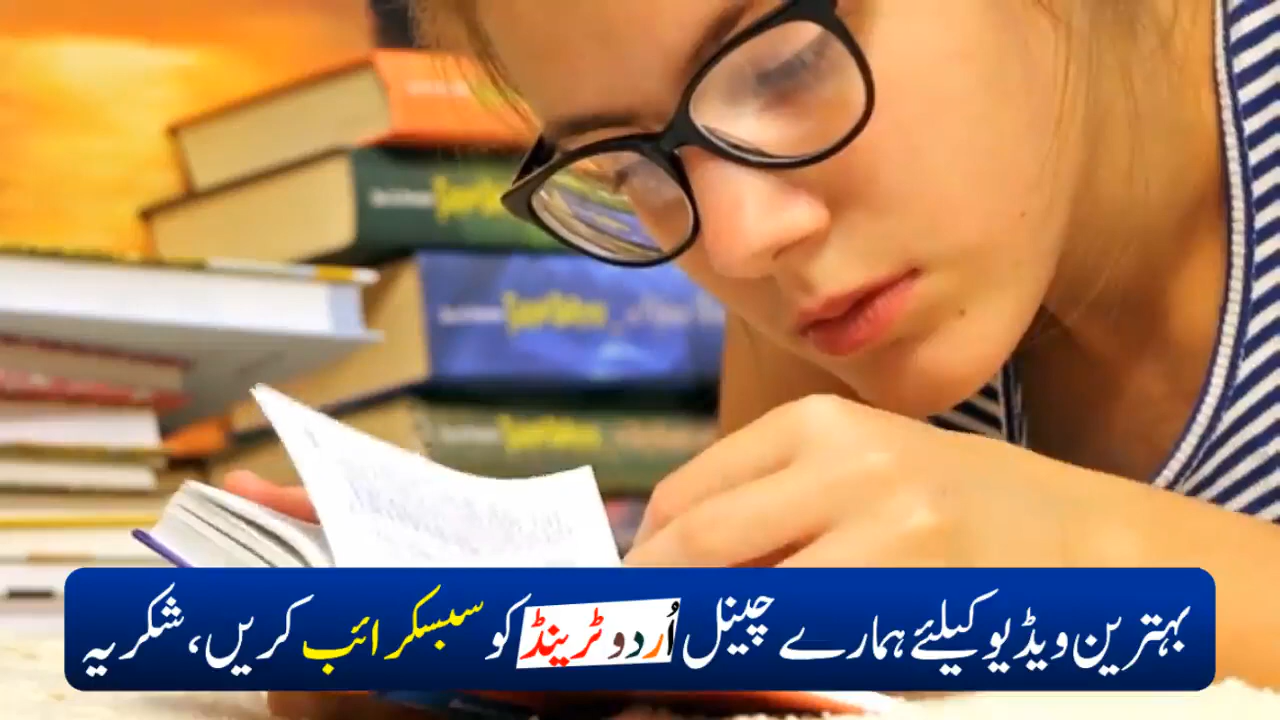 بہترین ویڈیو کیلئے ہمارے چینل اُردو ٹرینڈ کو سبسکرائب کریں، شکریہ